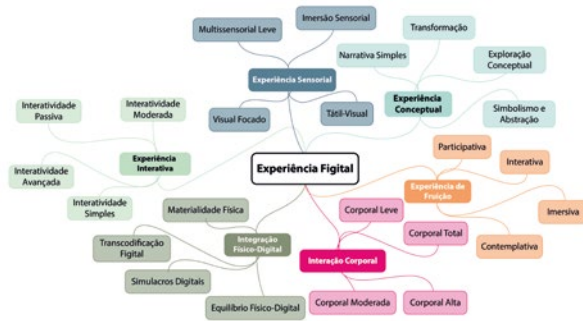 Imersão Sensorial
Multissensorial Leve
Transformação
Narrativa Simples
Exploração
Conceptual
Experiência Sensorial
Interatividade
Passiva
Interatividade
Moderada
Experiência
Conceptual
Simbolismo e
Abstração
Visual Focado
Tátil-Visual
Experiência
Interativa
Participativa
Interativa
Interatividade
Avançada
Experiência Figital
Experiência de
Fruição
Interatividade
Simples
Materialidade Física
Corporal Leve
Imersiva
Transcodificação
Figital
Integração
Físico-Digital
Corporal Total
Contemplativa
Interação Corporal
Simulacros Digitais
Equilíbrio Físico-Digital
Corporal Moderada
Corporal Alta